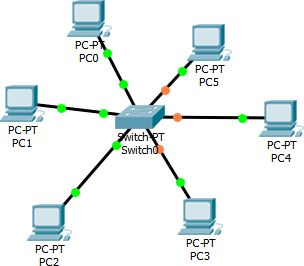 PC-PT
PC0
PC-PT
PC5
PC-PT
PC1
Switch-PT
Switch0
PC-PT
PC4
PC-PT
PC2
PC-PT
PC3